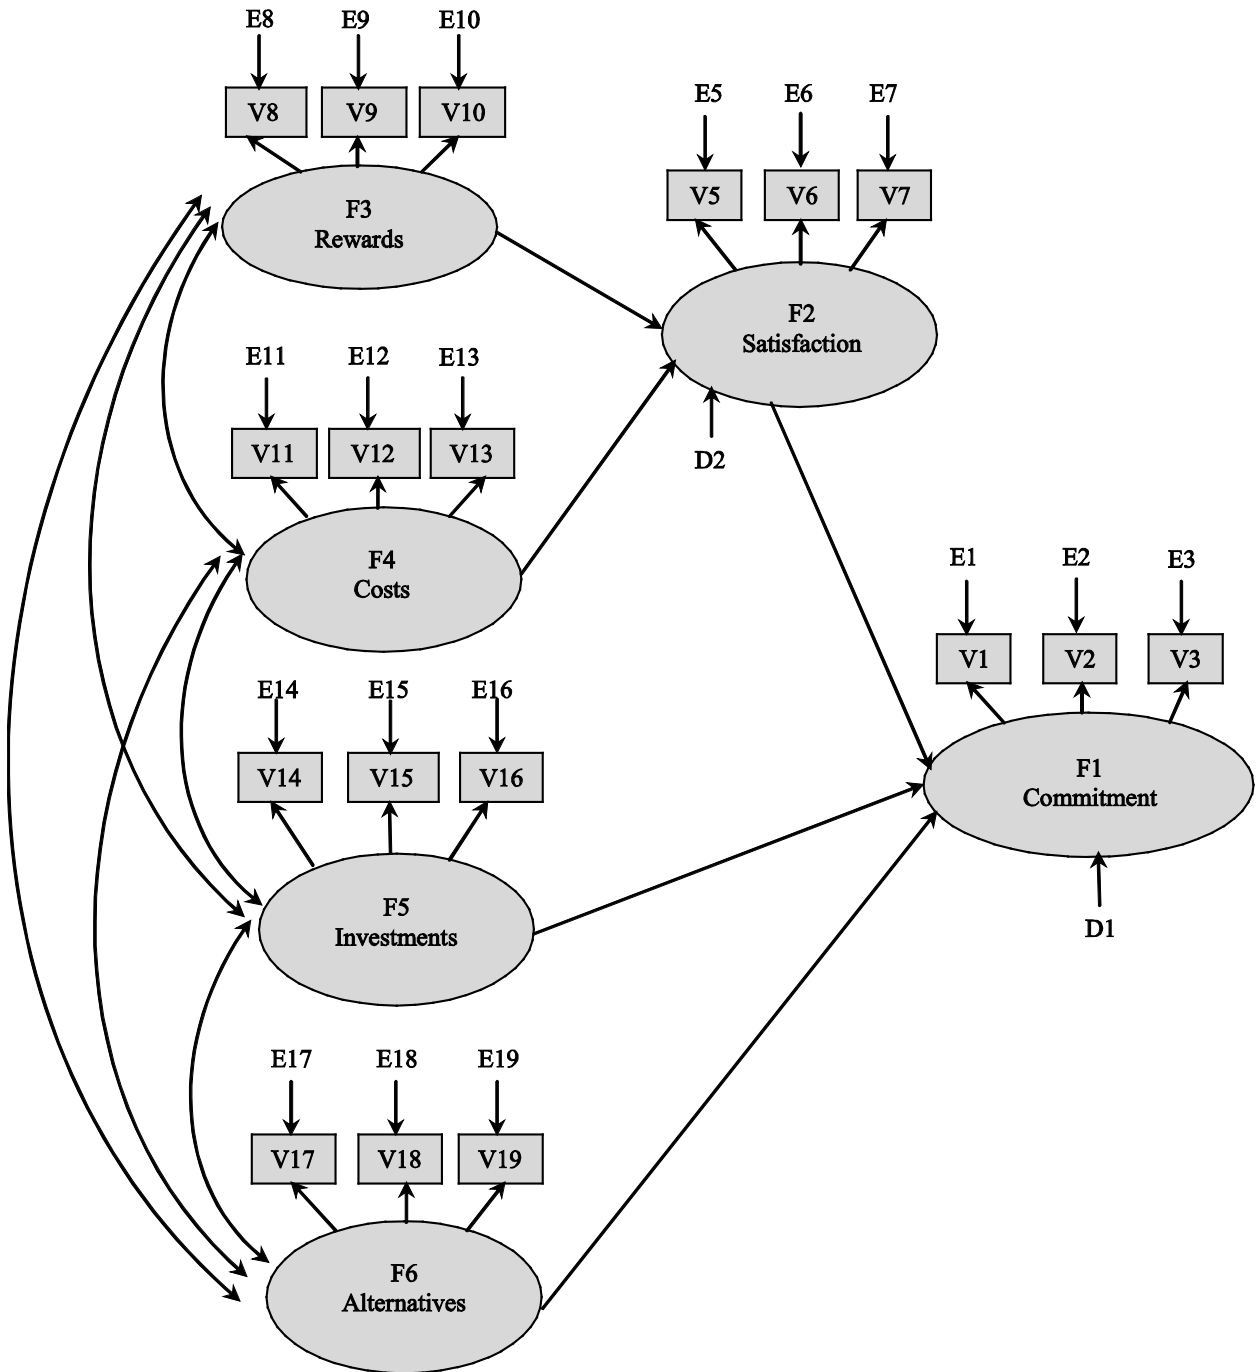 E8 E9 E10
V8 V9 V10
F3
Rewards
E5 E6 E7
V5 V6 V7
F2
Satisfaction
D2
E11 E12 E13
V11 V12 V13
F4
Costs
E1 E2 E3
V1 V2 V3
F1
Commitment
D1
E14 E15 E16
V14 V15 V16
F5
Investments
E17 E18 E19
V17 V18 V19
F6
Alternatives